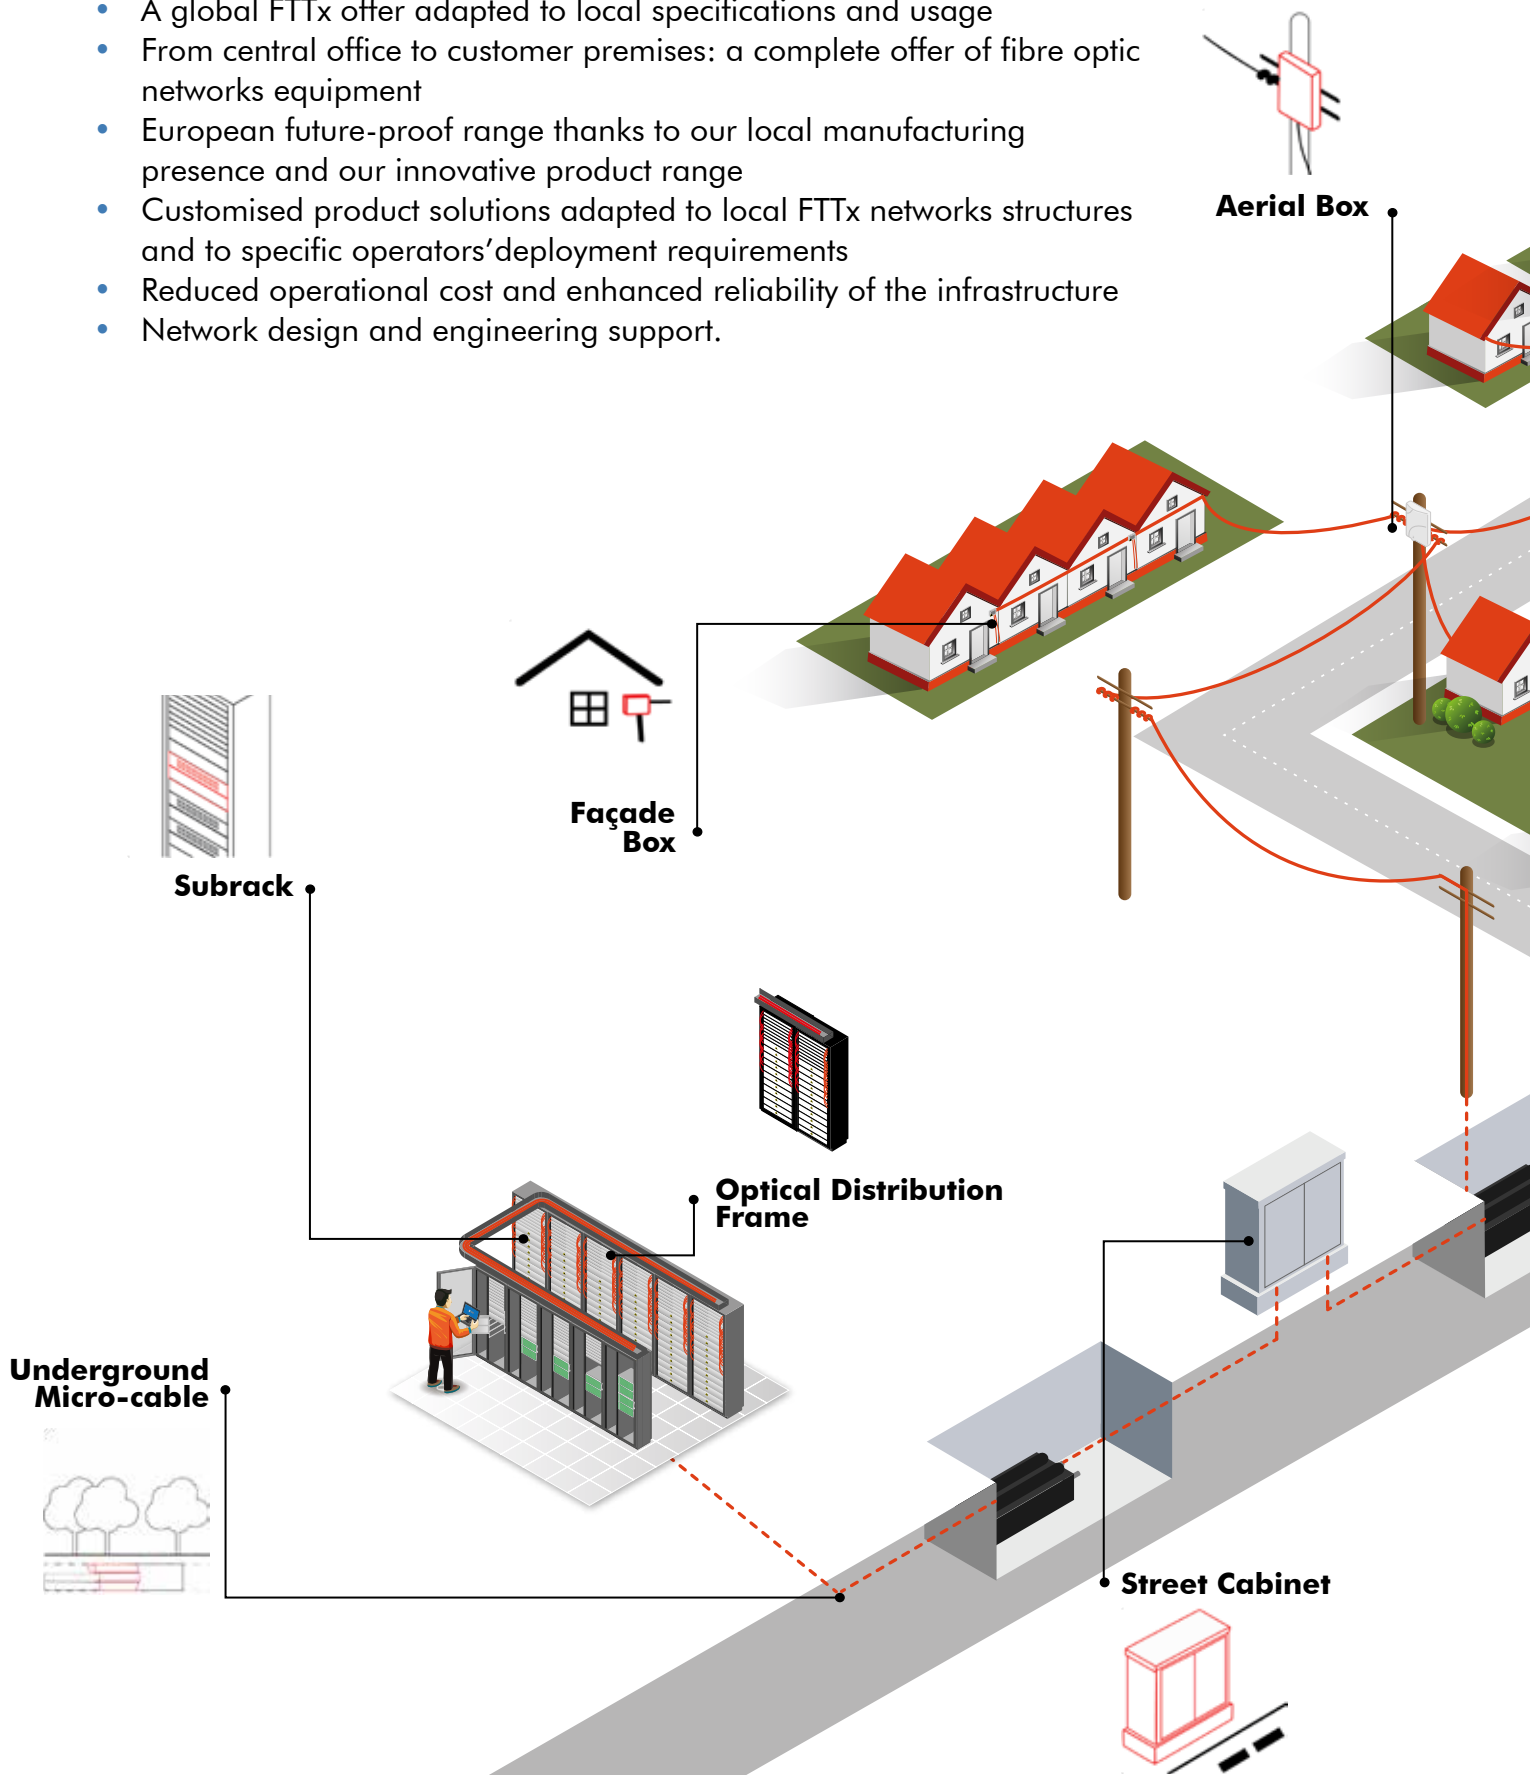 • A global FTTx offer adapted to local specifications and usage
• From central office to customer premises: a complete offer of fibre optic
networks equipment
• European future-proof range thanks to our local manufacturing
presence and our innovative product range
• Customised product solutions adapted to local FTTx networks structures
and to specific operators’deployment requirements
• Reduced operational cost and enhanced reliability of the infrastructure
• Network design and engineering support.
Aerial Box
Façade
Box
Subrack
Optical Distribution
Frame
Underground
Micro-cable
Street Cabinet